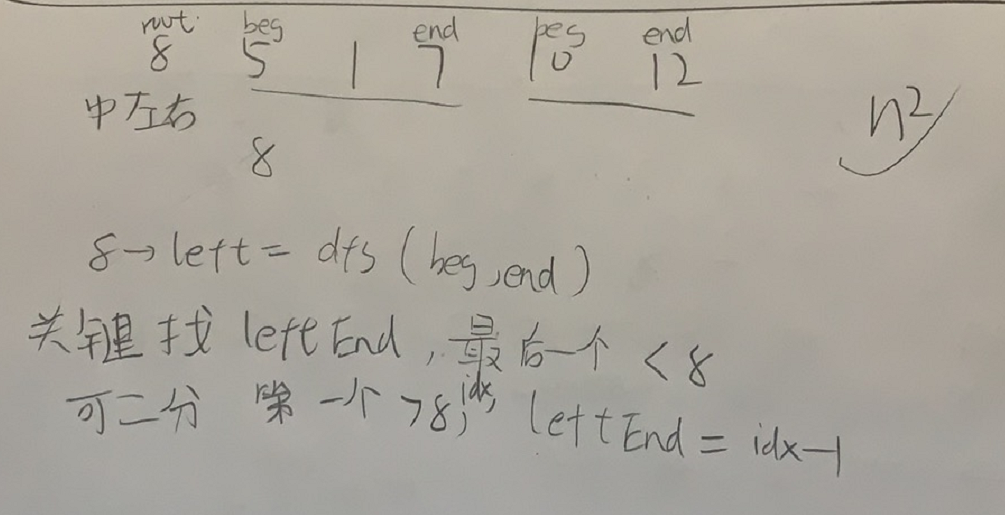 root beg end beg end
8 5 1 7 10 12
中左右 n²
8
8→left = dfs (beg, end)
关键找 leftEnd, 最后一个 < 8
可二分 第一个 >8, idx, leftEnd = idx-1